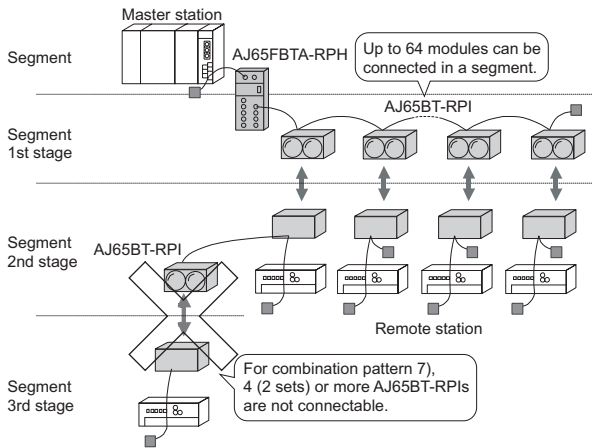 Master station
Segment
AJ65FBTA-RPH
Up to 64 modules can be
connected in a segment.
AJ65BT-RPI
Segment
1st stage
Segment
2nd stage
AJ65BT-RPI
Remote station
Segment
3rd stage
For combination pattern 7),
4 (2 sets) or more AJ65BT-RPIs
are not connectable.